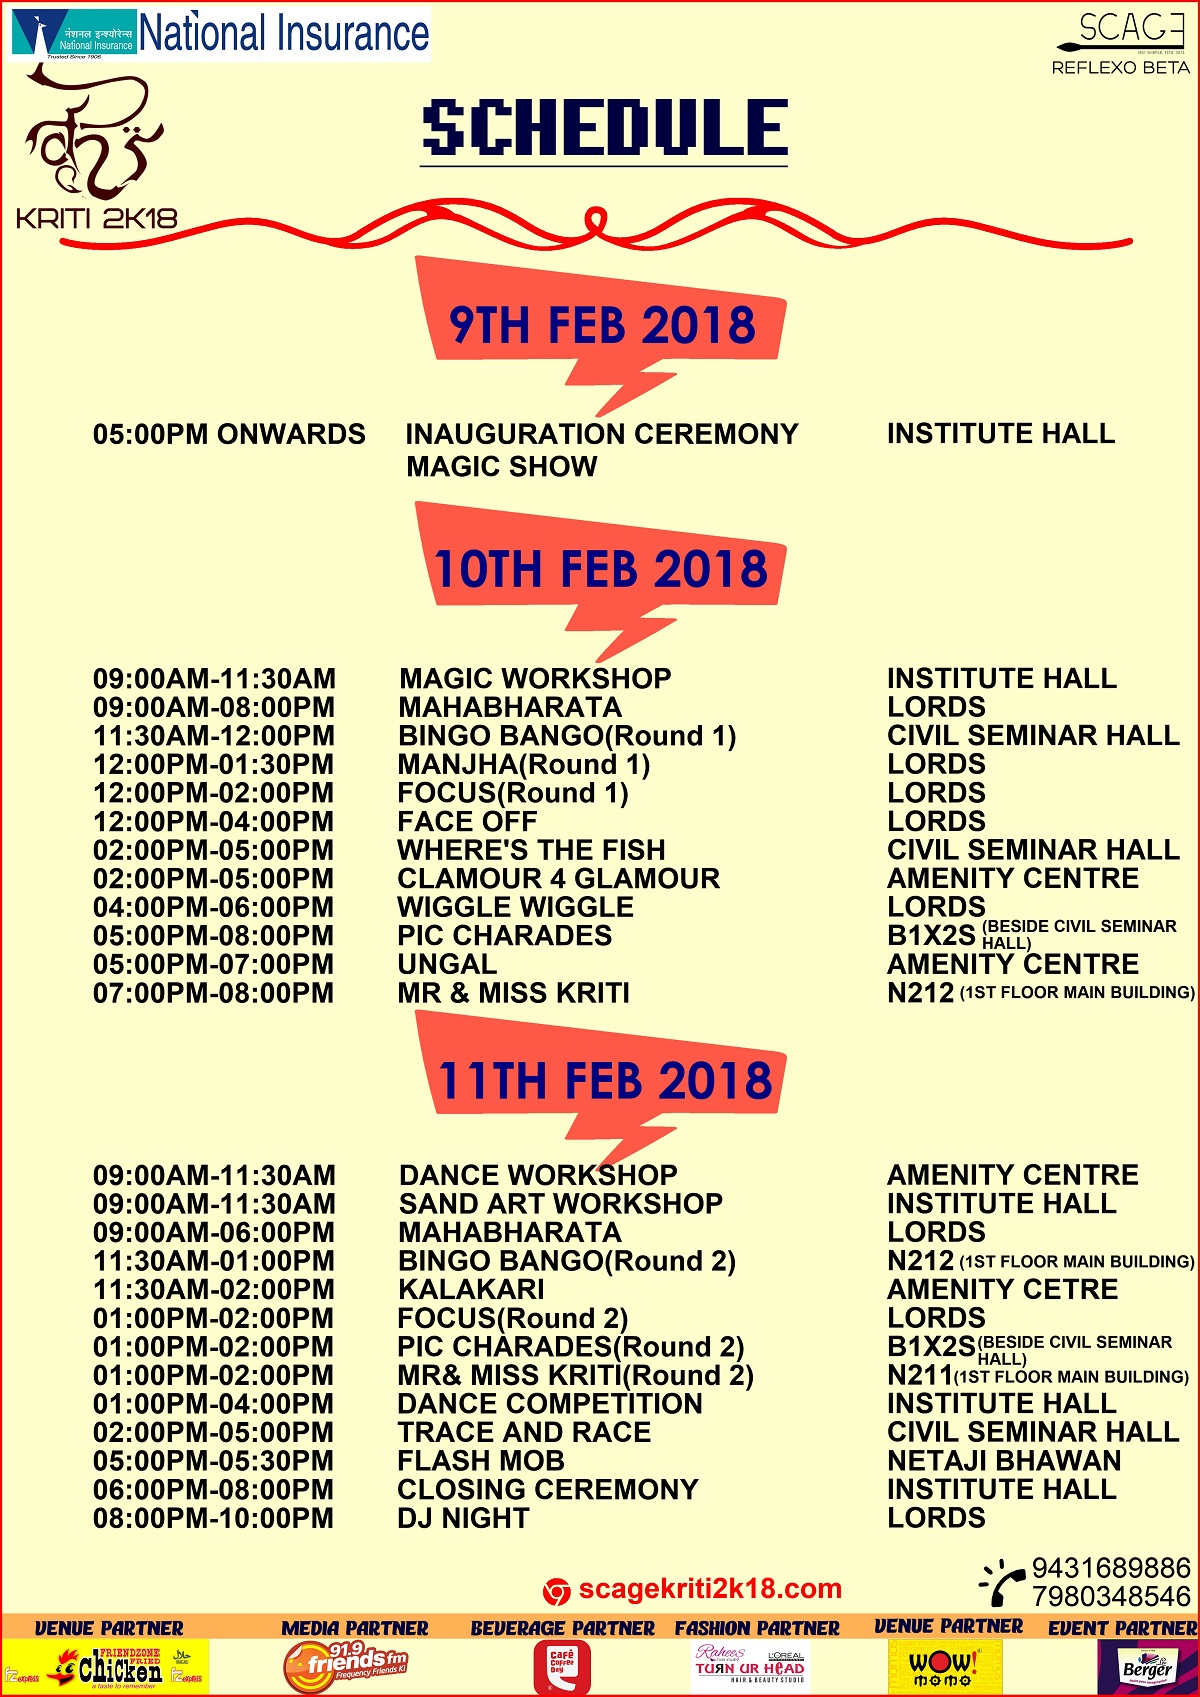 नेशनल इन्श्योरेन्स
National Insurance
Trusted Since 1906
National Insurance
SCAGE
REFLEXO BETA
कृति
KRITI 2K18
SCHEDULE
9TH FEB 2018
05:00PM ONWARDS INAUGURATION CEREMONY INSTITUTE HALL
MAGIC SHOW
10TH FEB 2018
09:00AM-11:30AM MAGIC WORKSHOP INSTITUTE HALL
09:00AM-08:00PM MAHABHARATA LORDS
11:30AM-12:00PM BINGO BANGO(Round 1) CIVIL SEMINAR HALL
12:00PM-01:30PM MANJHA(Round 1) LORDS
12:00PM-02:00PM FOCUS(Round 1) LORDS
12:00PM-04:00PM FACE OFF LORDS
02:00PM-05:00PM WHERE'S THE FISH CIVIL SEMINAR HALL
02:00PM-05:00PM CLAMOUR 4 GLAMOUR AMENITY CENTRE
04:00PM-06:00PM WIGGLE WIGGLE LORDS
05:00PM-08:00PM PIC CHARADES B1X2S (BESIDE CIVIL SEMINAR
HALL)
05:00PM-07:00PM UNGAL AMENITY CENTRE
07:00PM-08:00PM MR & MISS KRITI N212 (1ST FLOOR MAIN BUILDING)
11TH FEB 2018
09:00AM-11:30AM DANCE WORKSHOP AMENITY CENTRE
09:00AM-11:30AM SAND ART WORKSHOP INSTITUTE HALL
09:00AM-06:00PM MAHABHARATA LORDS
11:30AM-01:00PM BINGO BANGO(Round 2) N212 (1ST FLOOR MAIN BUILDING)
11:30AM-02:00PM KALAKARI AMENITY CETRE
01:00PM-02:00PM FOCUS(Round 2) LORDS
01:00PM-02:00PM PIC CHARADES(Round 2) B1X2S(BESIDE CIVIL SEMINAR
HALL)
01:00PM-02:00PM MR& MISS KRITI(Round 2) N211(1ST FLOOR MAIN BUILDING)
01:00PM-04:00PM DANCE COMPETITION INSTITUTE HALL
02:00PM-05:00PM TRACE AND RACE CIVIL SEMINAR HALL
05:00PM-05:30PM FLASH MOB NETAJI BHAWAN
06:00PM-08:00PM CLOSING CEREMONY INSTITUTE HALL
08:00PM-10:00PM DJ NIGHT LORDS
9431689886
scagekriti2k18.com
7980348546
VENUE PARTNER MEDIA PARTNER BEVERAGE PARTNER FASHION PARTNER VENUE PARTNER EVENT PARTNER
FRIENDZONE
FRIED
Chicken
a taste to remember
91.9
friends fm
Frequency Friends Ki
Café
Coffee
Day
Rahees
L'OREAL
TURN UR HEAD
HAIR & BEAUTY STUDIO
WOW!
MOMO
Berger